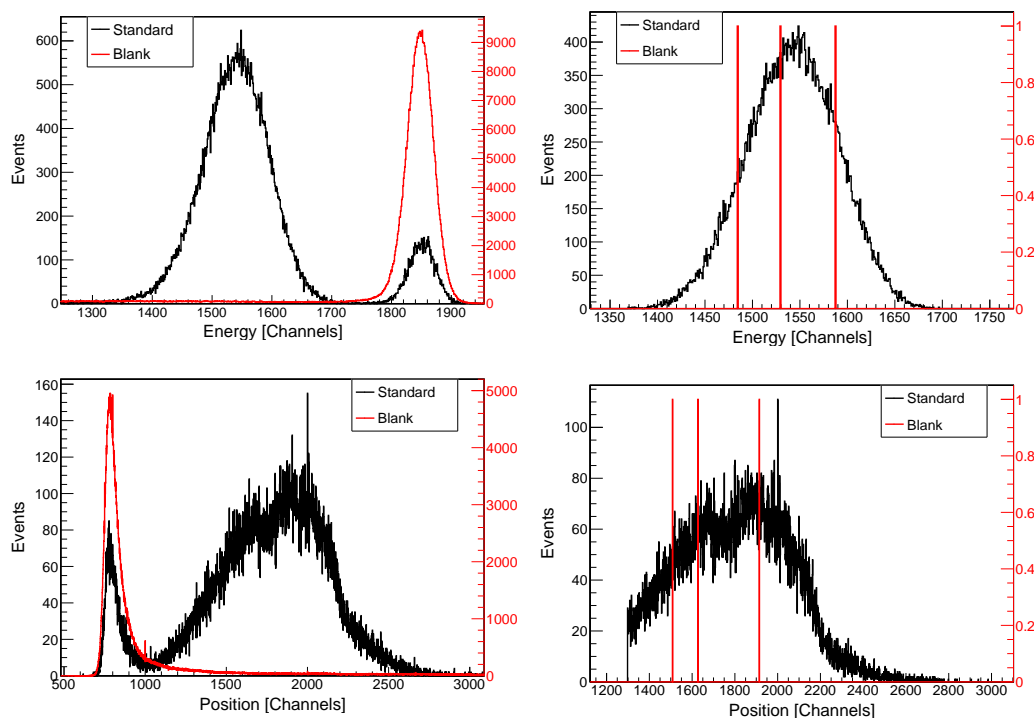 Standard
Blank
600
500
400
300
200
100
0
9000
8000
7000
6000
5000
4000
3000
2000
1000
0
1300 1400 1500 1600 1700 1800 1900
Energy [Channels]
Events
Standard
Blank
400
350
300
250
200
150
100
50
0
1
0.8
0.6
0.4
0.2
0
1350 1400 1450 1500 1550 1600 1650 1700 1750
Energy [Channels]
Events
Standard
Blank
160
140
120
100
80
60
40
20
0
5000
4000
3000
2000
1000
0
500 1000 1500 2000 2500 3000
Position [Channels]
Events
Standard
Blank
100
80
60
40
20
0
1
0.8
0.6
0.4
0.2
0
1200 1400 1600 1800 2000 2200 2400 2600 2800 3000
Position [Channels]
Events